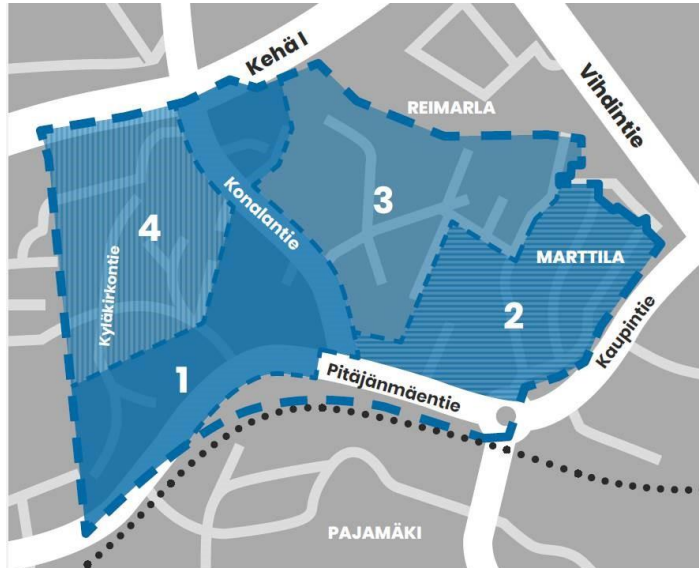 Kehä I
Vihdintie
REIMARLA
3
4
Konalantie
MARTTILA
Kyläkirkontie
2
Kaupintie
1
Pitäjänmäentie
PAJAMÄKI